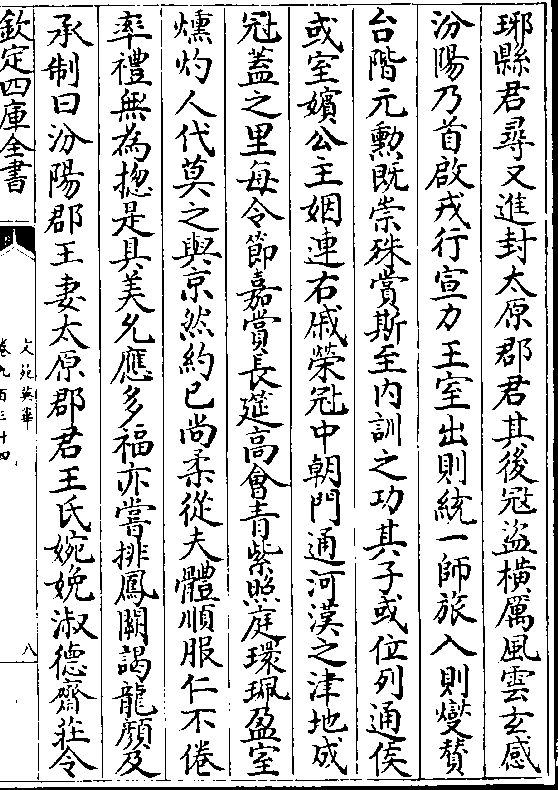 琊縣君尋又進封太原郡君其後冦盗横厲風雲玄感
汾陽乃首啟戎行宣力王室出則統一師旅入則燮賛
台階元勲既崇殊賞斯至内訓之功其子或位列通侯
或室嬪公主姻連右戚榮冠中朝門通河漢之津地成
冠蓋之里每令節嘉賞長筵高會青紫照庭環珮盈室
燻灼人代莫之與京然約已尚柔從夫體順服仁不倦
率禮無為揔是具美允應多福亦嘗排鳳闕謁龍顔及
承制曰汾陽郡王妻太原郡君王氏婉娩淑德齋莊令
欽定四庫全書
文苑英華
卷九百三十四
八